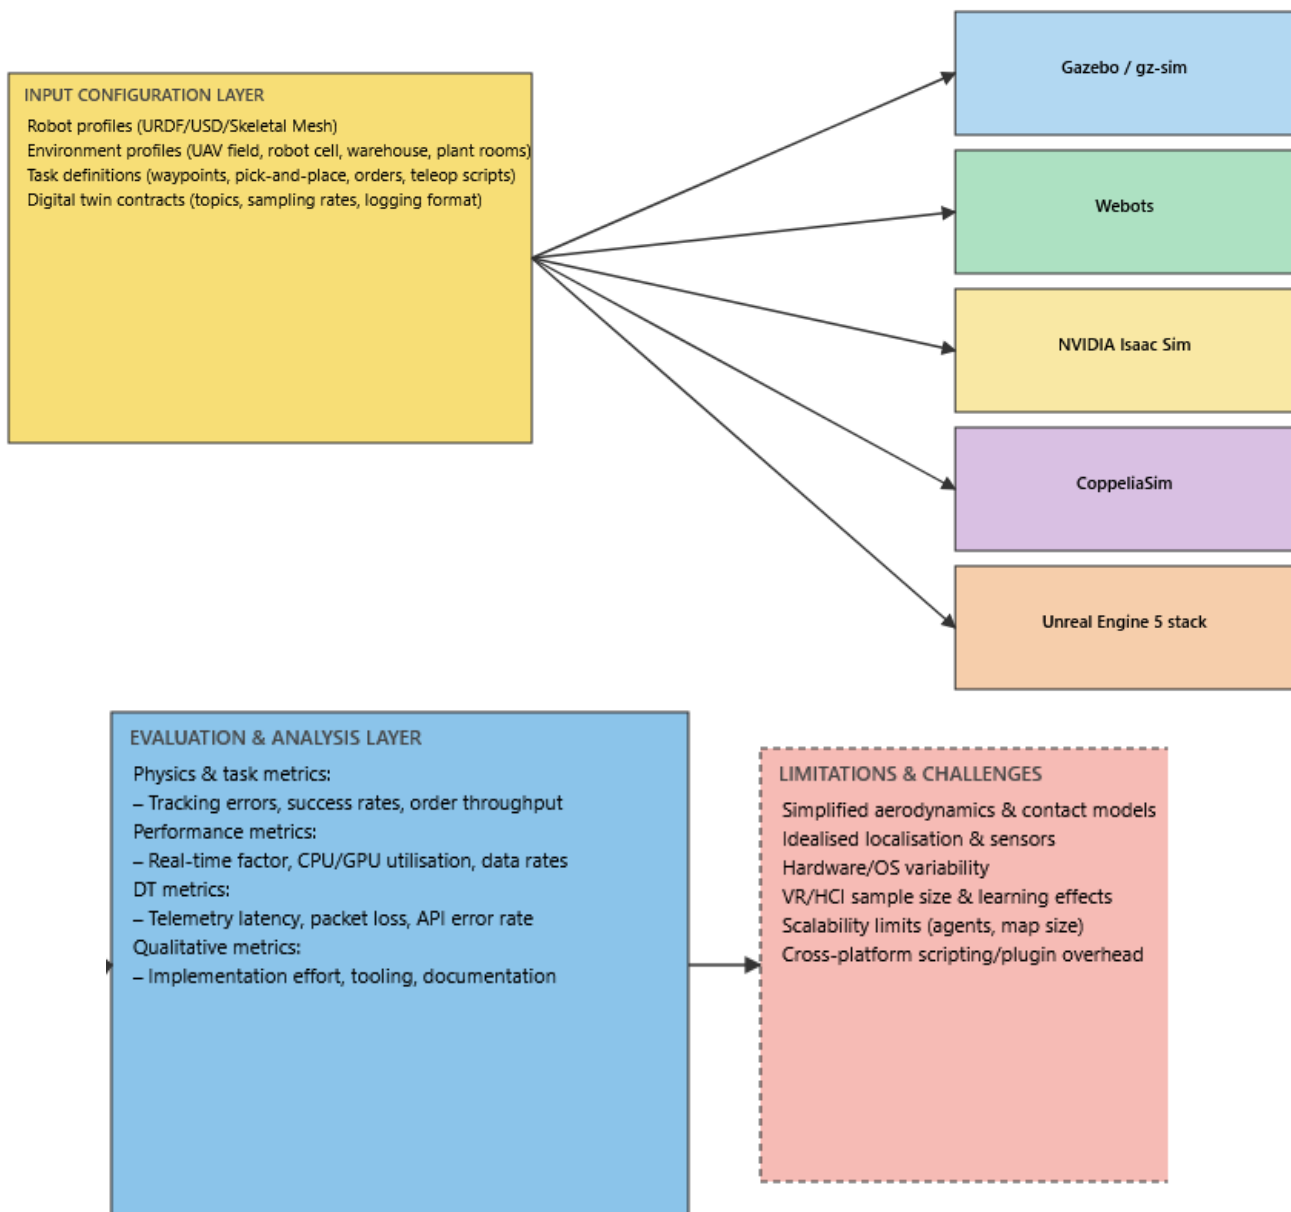 INPUT CONFIGURATION LAYER
Robot profiles (URDF/USD/Skeletal Mesh)
Environment profiles (UAV field, robot cell, warehouse, plant rooms)
Task definitions (waypoints, pick-and-place, orders, teleop scripts)
Digital twin contracts (topics, sampling rates, logging format)
Gazebo / gz-sim
Webots
NVIDIA Isaac Sim
CoppeliaSim
Unreal Engine 5 stack
EVALUATION & ANALYSIS LAYER
Physics & task metrics:
– Tracking errors, success rates, order throughput
Performance metrics:
– Real-time factor, CPU/GPU utilisation, data rates
DT metrics:
– Telemetry latency, packet loss, API error rate
Qualitative metrics:
– Implementation effort, tooling, documentation
LIMITATIONS & CHALLENGES
Simplified aerodynamics & contact models
Idealised localisation & sensors
Hardware/OS variability
VR/HCI sample size & learning effects
Scalability limits (agents, map size)
Cross-platform scripting/plugin overhead